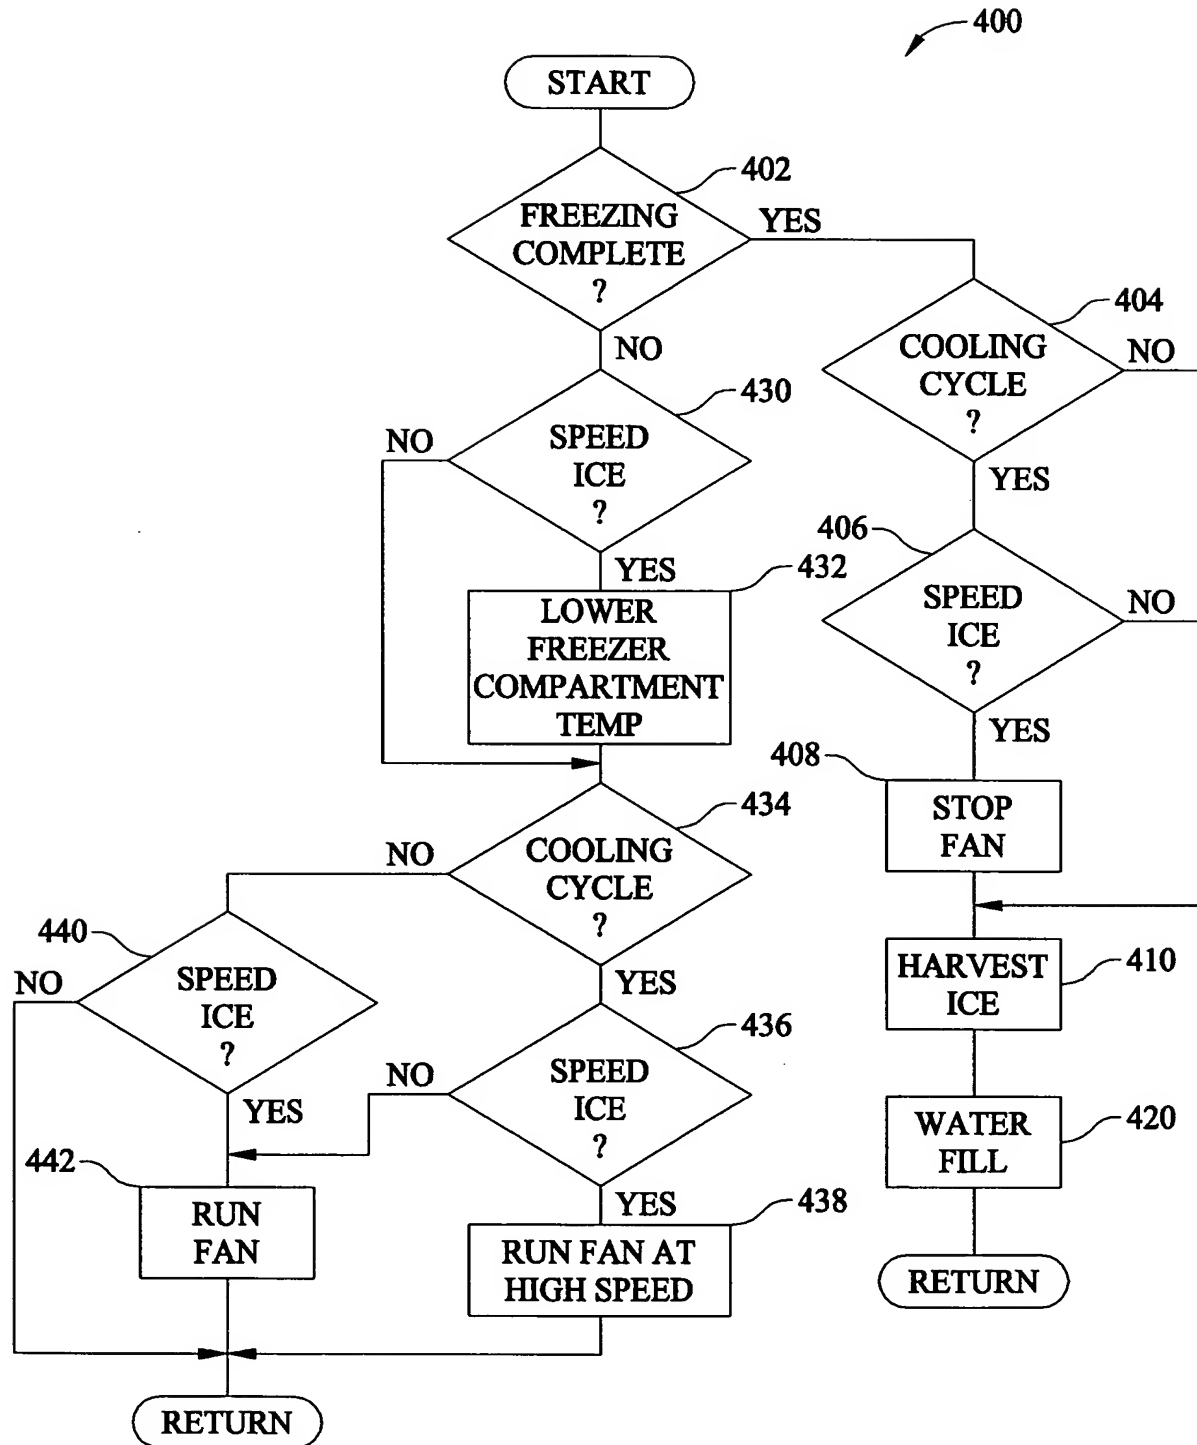 400
START
402
FREEZING
COMPLETE
?
YES
NO
404
COOLING
CYCLE
?
NO
YES
430
SPEED
ICE
?
NO
YES
406
SPEED
ICE
?
NO
YES
432
LOWER
FREEZER
COMPARTMENT
TEMP
408
STOP
FAN
434
COOLING
CYCLE
?
NO
YES
440
SPEED
ICE
?
NO
YES
410
HARVEST
ICE
436
SPEED
ICE
?
NO
YES
420
WATER
FILL
442
RUN
FAN
438
RUN FAN AT
HIGH SPEED
RETURN
RETURN